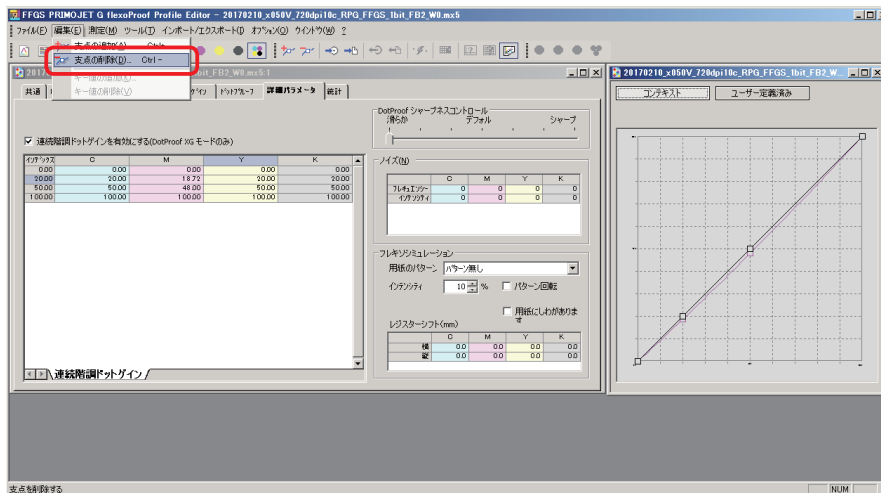 FFGS PRIMOJET G flexoProof Profile Editor - 20170210_x050V_720dpi10c_RPG_FFGS_1bit_FB2_W0.mx5
ファイル(F) 編集(E) 測定(M) ツール(T) インポート/エクスポート(I) オプション(O) ウインドウ(W) ?
支点の削除(D)... Ctrl -
キー値の追加(K)...
キー値の削除(V)
bit_FB2_W0.mx5:1
20170210_x050V_720dpi10c_RPG_FFGS_1bit_FB2_W...
共通 詳細パラメータ 統計
コンテキスト ユーザー定義済み
DotProof シャープネスコントロール
滑らか デフォル シャープ
連続階調ドットゲインを有効にする(DotProof XG モードのみ)
インデックス C M Y K
0.00 0.00 0.00 0.00 0.00
20.00 20.00 18.72 20.00 20.00
50.00 50.00 48.00 50.00 50.00
100.00 100.00 100.00 100.00 100.00
ノイズ(N)
C M Y K
フレキュエンシー 0 0 0 0
インテンシティ 0 0 0 0
フレキソシミュレーション
用紙のパターン パターン無し
インテンシティ 10 % パターン回転
用紙にしわがあります
レジスターシフト(mm)
C M Y K
横 0.0 0.0 0.0 0.0
縦 0.0 0.0 0.0 0.0
連続階調ドットゲイン
支点を削除する NUM